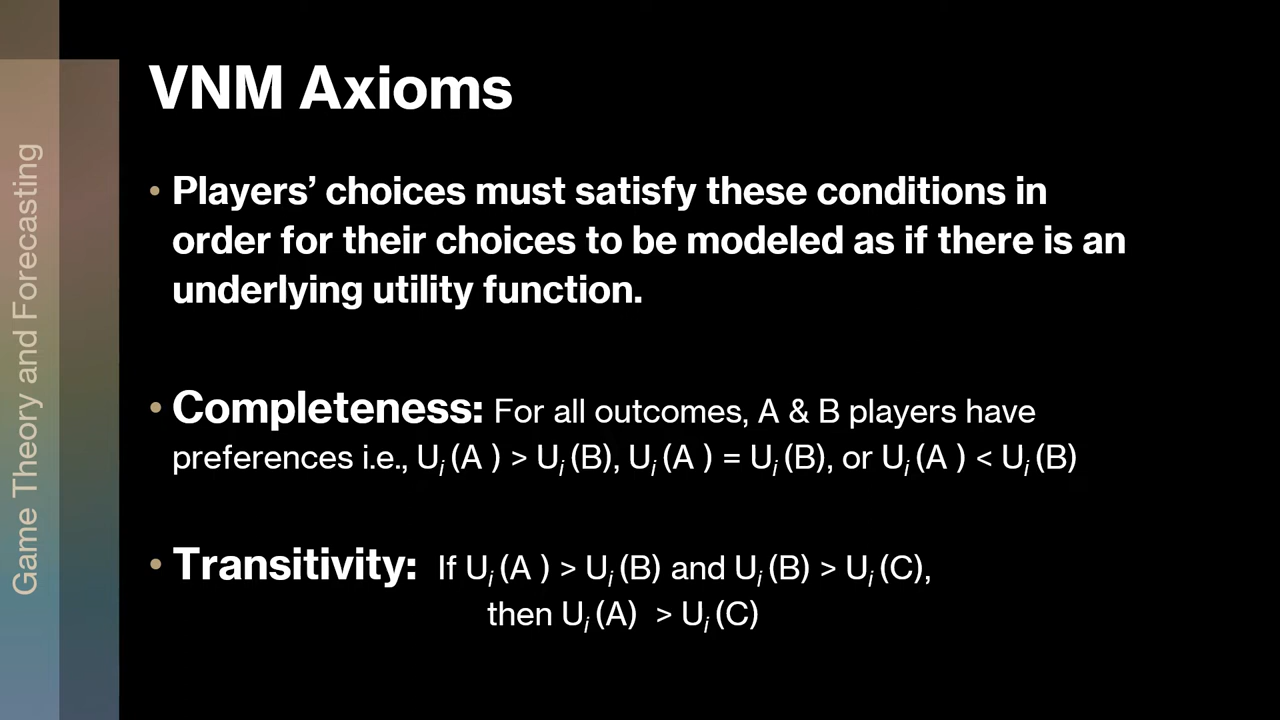 Game Theory and Forecasting
VNM Axioms
• Players’ choices must satisfy these conditions in
order for their choices to be modeled as if there is an
underlying utility function.
• Completeness: For all outcomes, A & B players have
preferences i.e., Ui (A ) > Ui (B), Ui (A ) = Ui (B), or Ui (A ) < Ui (B)
• Transitivity: If Ui (A ) > Ui (B) and Ui (B) > Ui (C),
then Ui (A) > Ui (C)